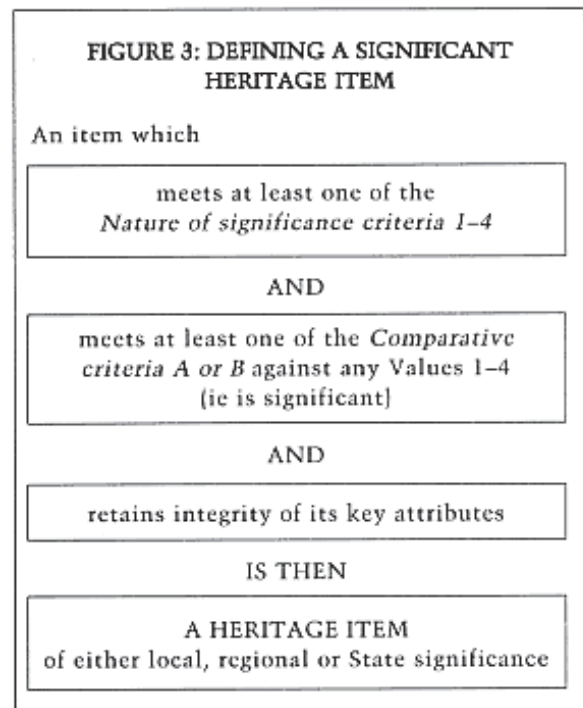 FIGURE 3: DEFINING A SIGNIFICANT
HERITAGE ITEM
An item which
meets at least one of the
Nature of significance criteria 1–4
AND
meets at least one of the Comparative
criteria A or B against any Values 1–4
(ie is significant)
AND
retains integrity of its key attributes
IS THEN
A HERITAGE ITEM
of either local, regional or State significance